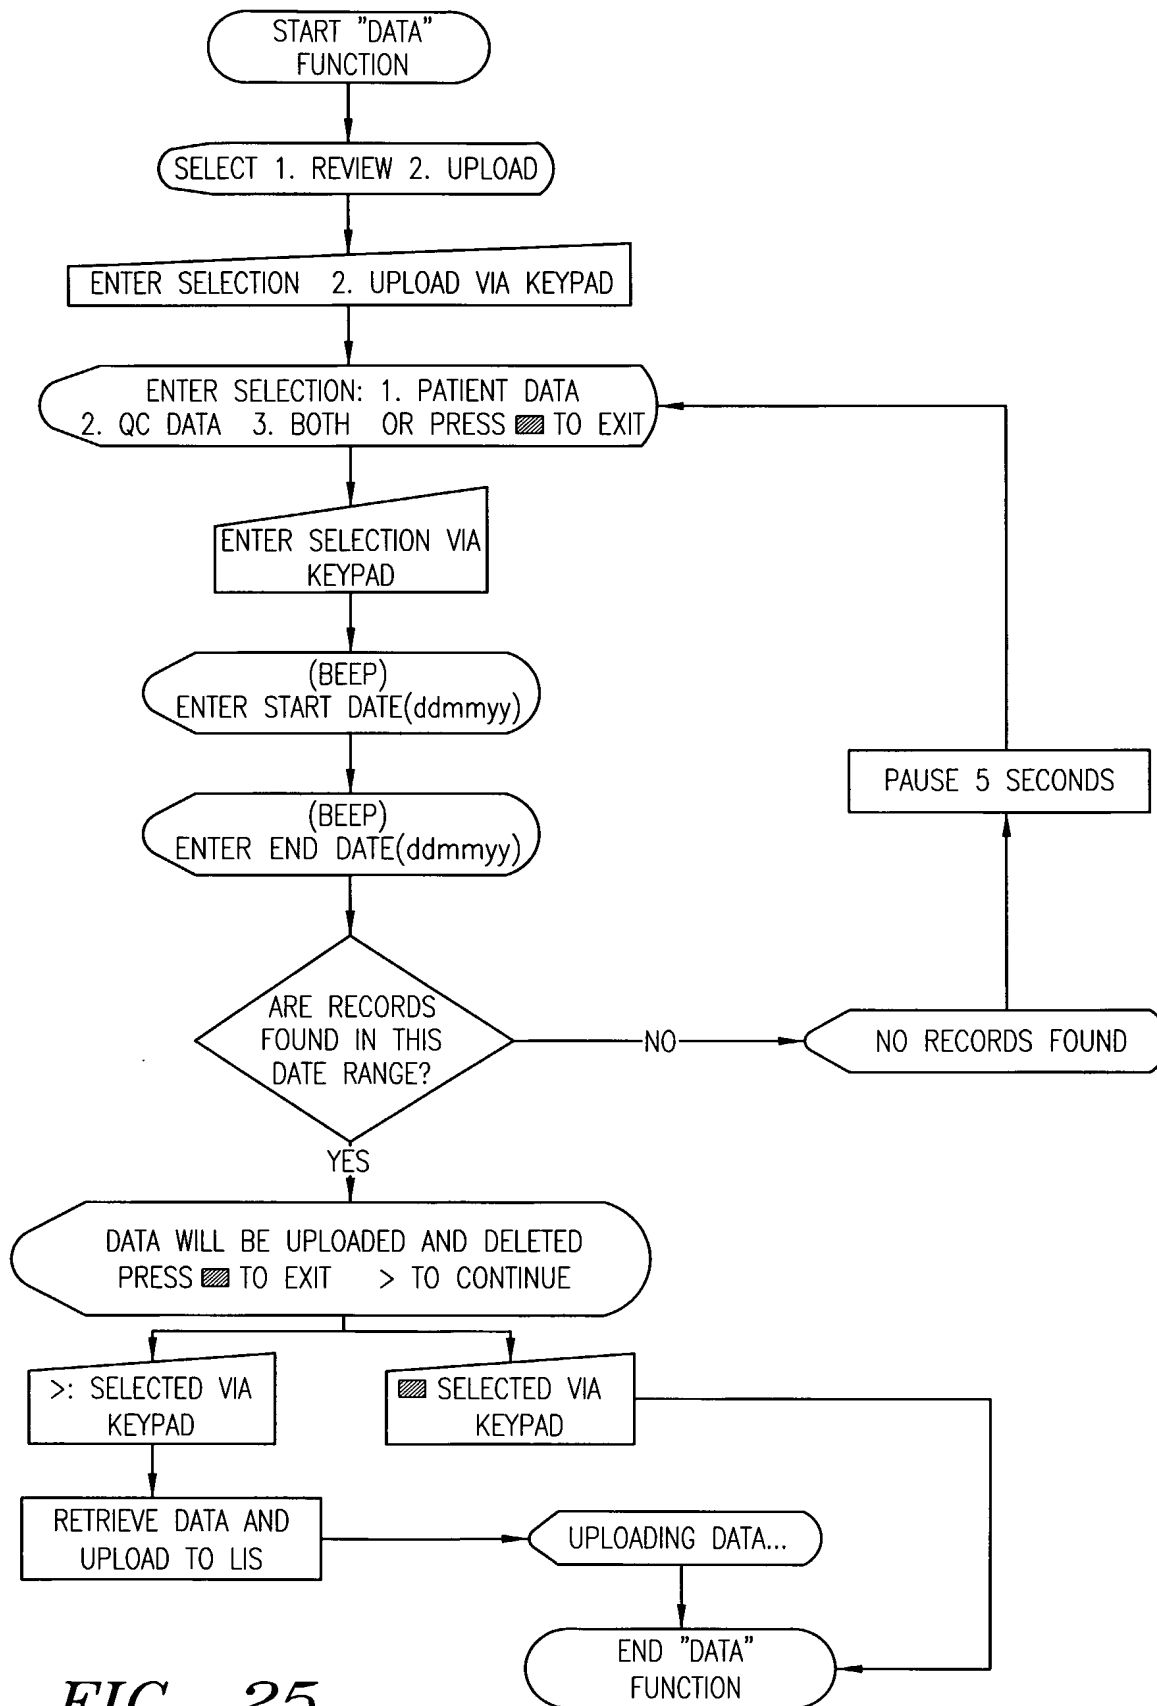 START "DATA"
FUNCTION
SELECT 1. REVIEW 2. UPLOAD
ENTER SELECTION 2. UPLOAD VIA KEYPAD
ENTER SELECTION: 1. PATIENT DATA
2. QC DATA 3. BOTH OR PRESS TO EXIT
ENTER SELECTION VIA
KEYPAD
(BEEP)
ENTER START DATE(ddmmyy)
(BEEP)
ENTER END DATE(ddmmyy)
PAUSE 5 SECONDS
ARE RECORDS
FOUND IN THIS
DATE RANGE?
NO
NO RECORDS FOUND
YES
DATA WILL BE UPLOADED AND DELETED
PRESS TO EXIT > TO CONTINUE
>: SELECTED VIA
KEYPAD
SELECTED VIA
KEYPAD
RETRIEVE DATA AND
UPLOAD TO LIS
UPLOADING DATA...
END "DATA"
FUNCTION
FIG. 25